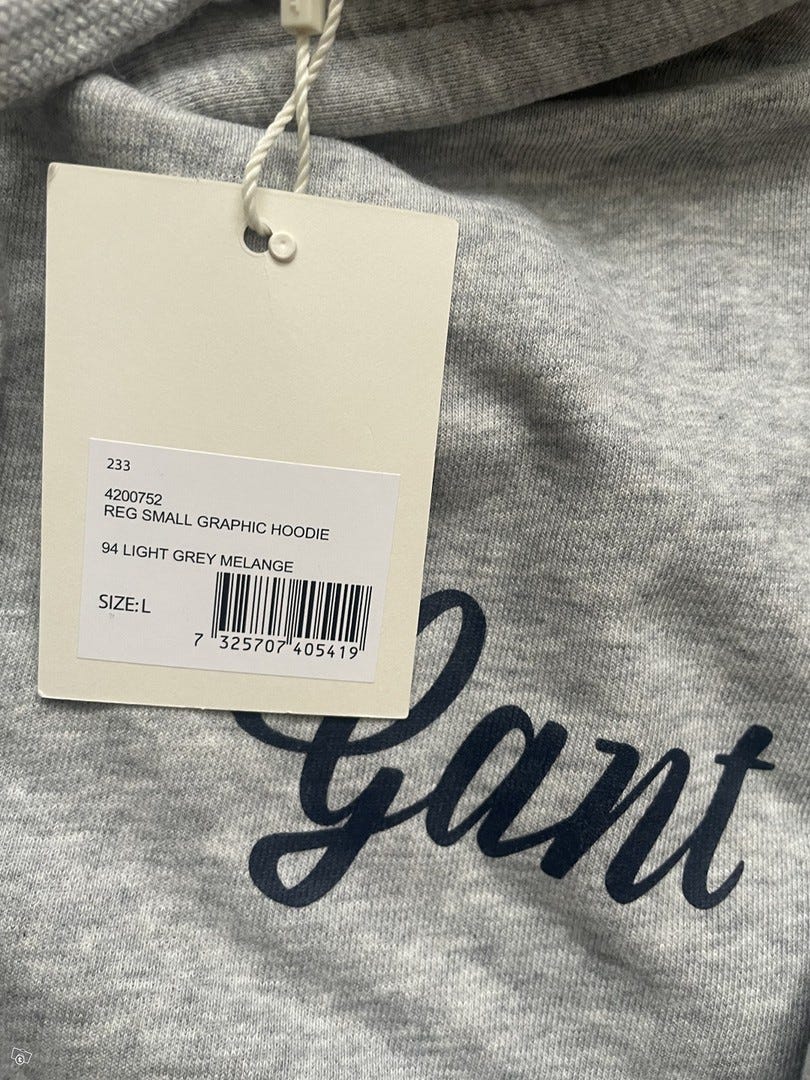 233
4200752
REG SMALL GRAPHIC HOODIE
94 LIGHT GREY MELANGE
SIZE: L
7 325707 405419
Gant